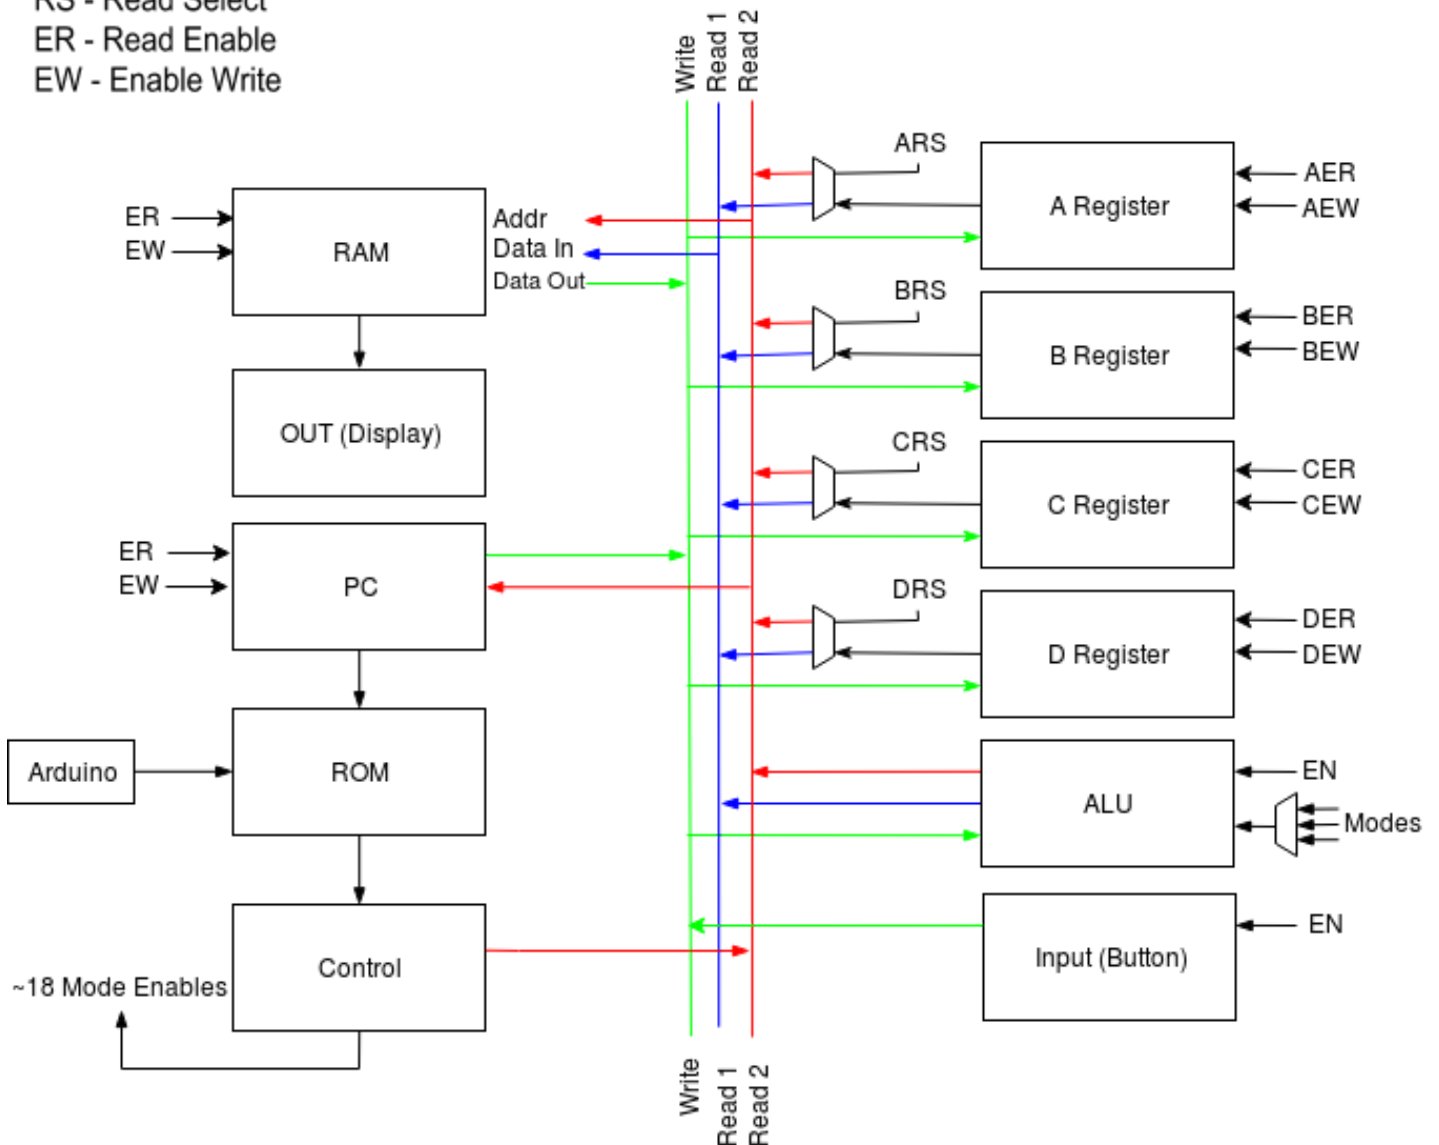 RS - Read Select
ER - Read Enable
EW - Enable Write
Write
Read 1
Read 2
ER
EW
RAM
Addr
Data In
Data Out
OUT (Display)
ER
EW
PC
Arduino
ROM
Control
~18 Mode Enables
ARS
A Register
AER
AEW
BRS
B Register
BER
BEW
CRS
C Register
CER
CEW
DRS
D Register
DER
DEW
ALU
EN
Modes
Input (Button)
EN
Write
Read 1
Read 2